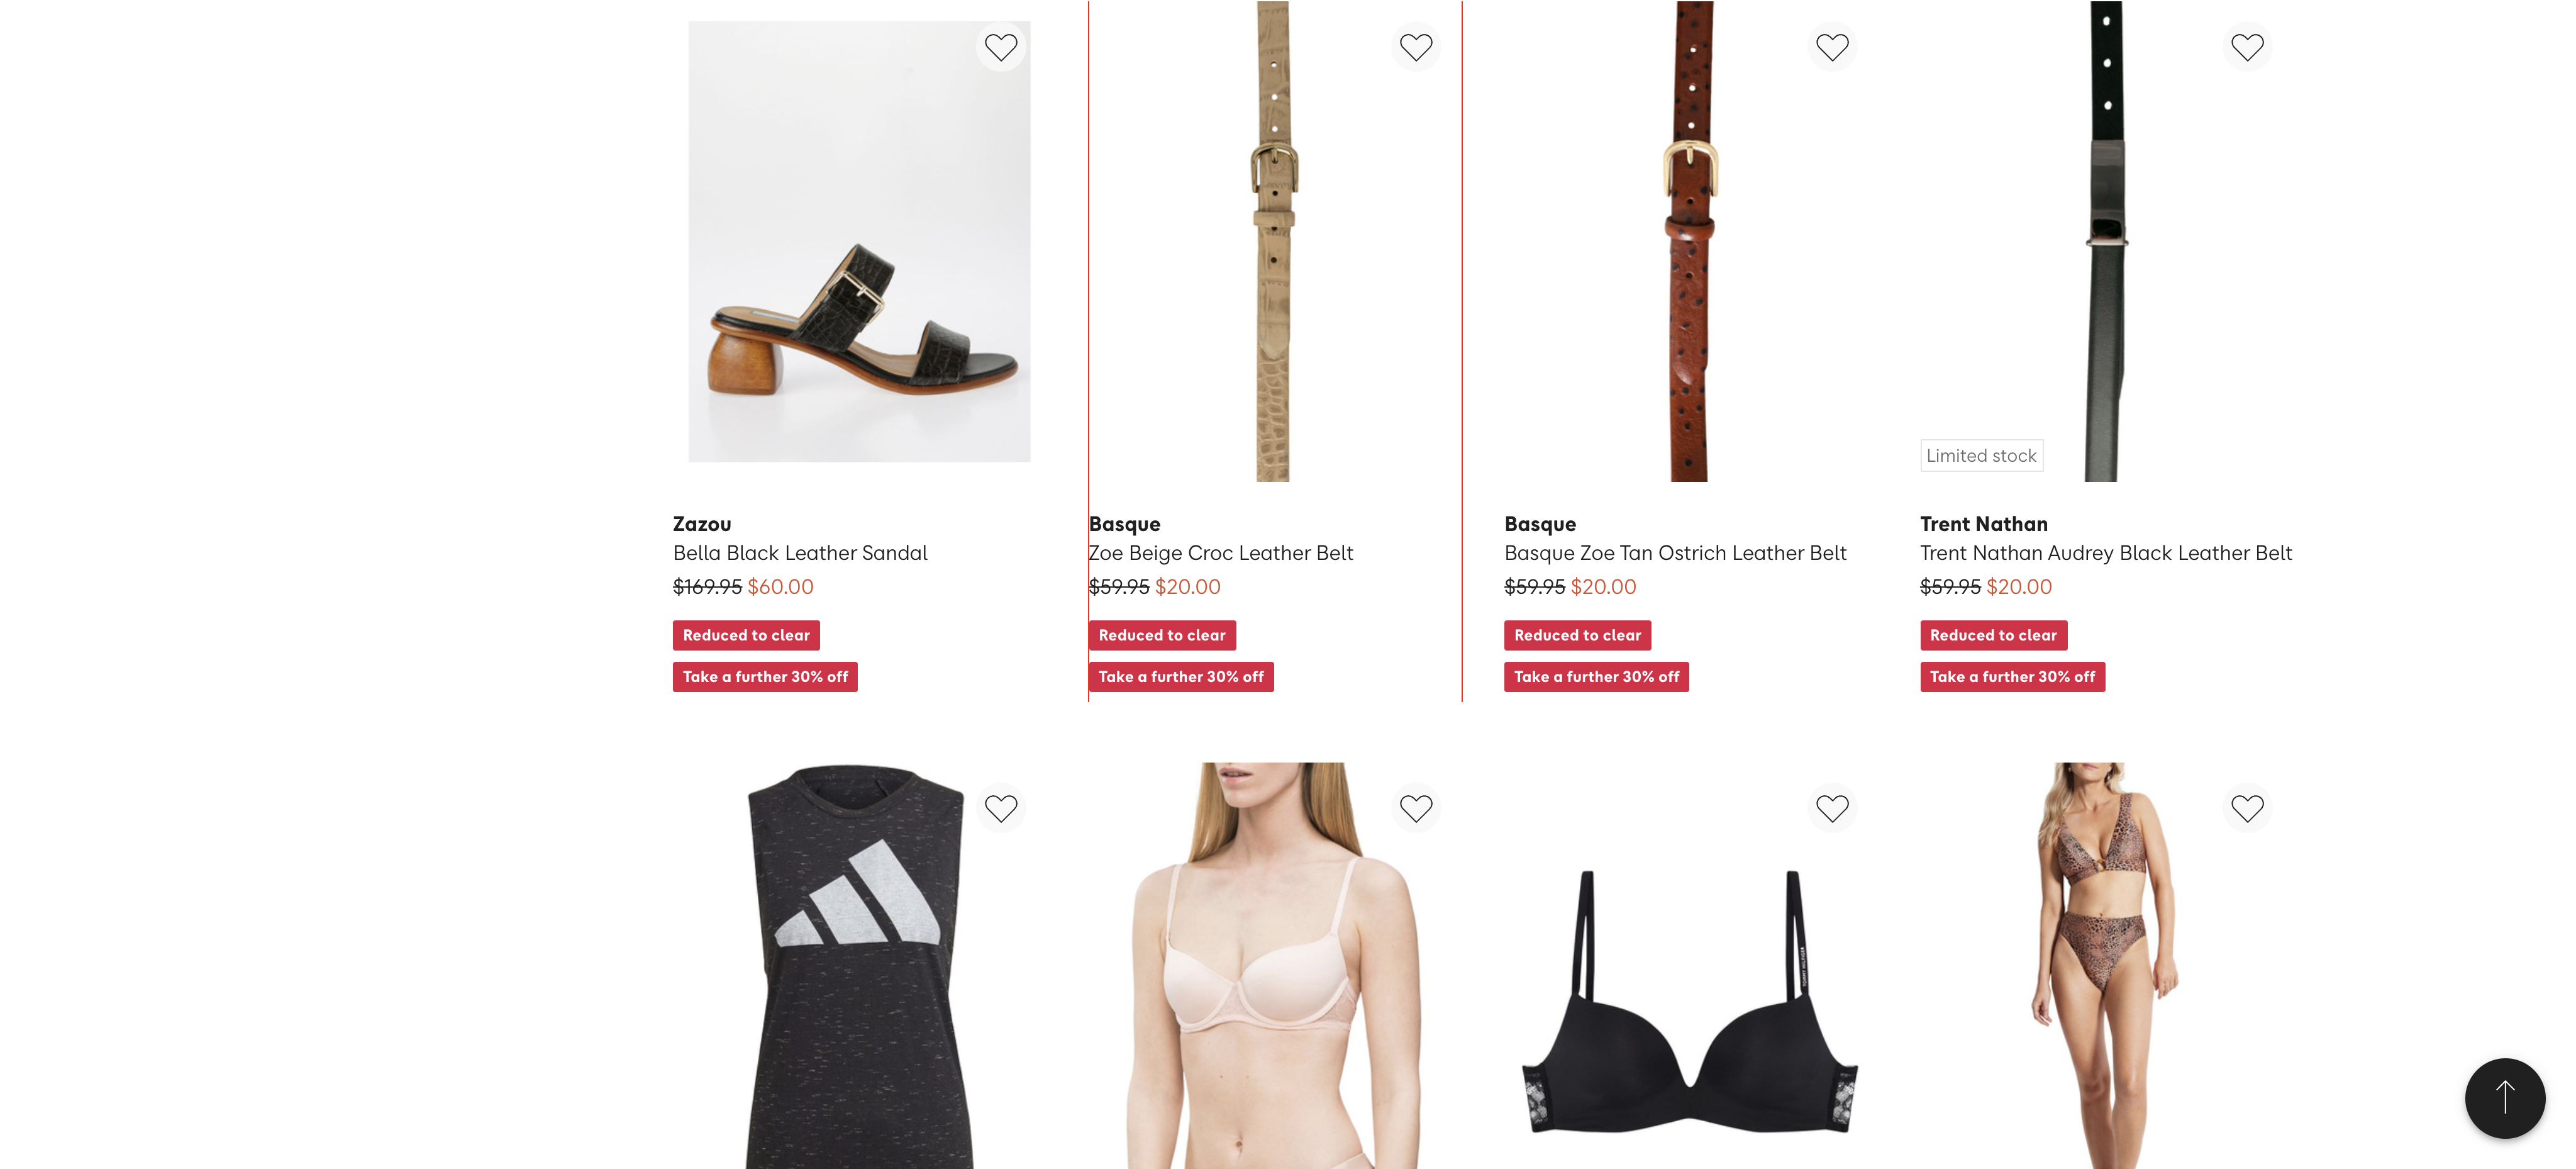 Limited stock
Zazou
Bella Black Leather Sandal
$169.95 $60.00
Reduced to clear
Take a further 30% off
Basque
Zoe Beige Croc Leather Belt
$59.95 $20.00
Reduced to clear
Take a further 30% off
Basque
Basque Zoe Tan Ostrich Leather Belt
$59.95 $20.00
Reduced to clear
Take a further 30% off
Trent Nathan
Trent Nathan Audrey Black Leather Belt
$59.95 $20.00
Reduced to clear
Take a further 30% off
TOMMY HILFIGER